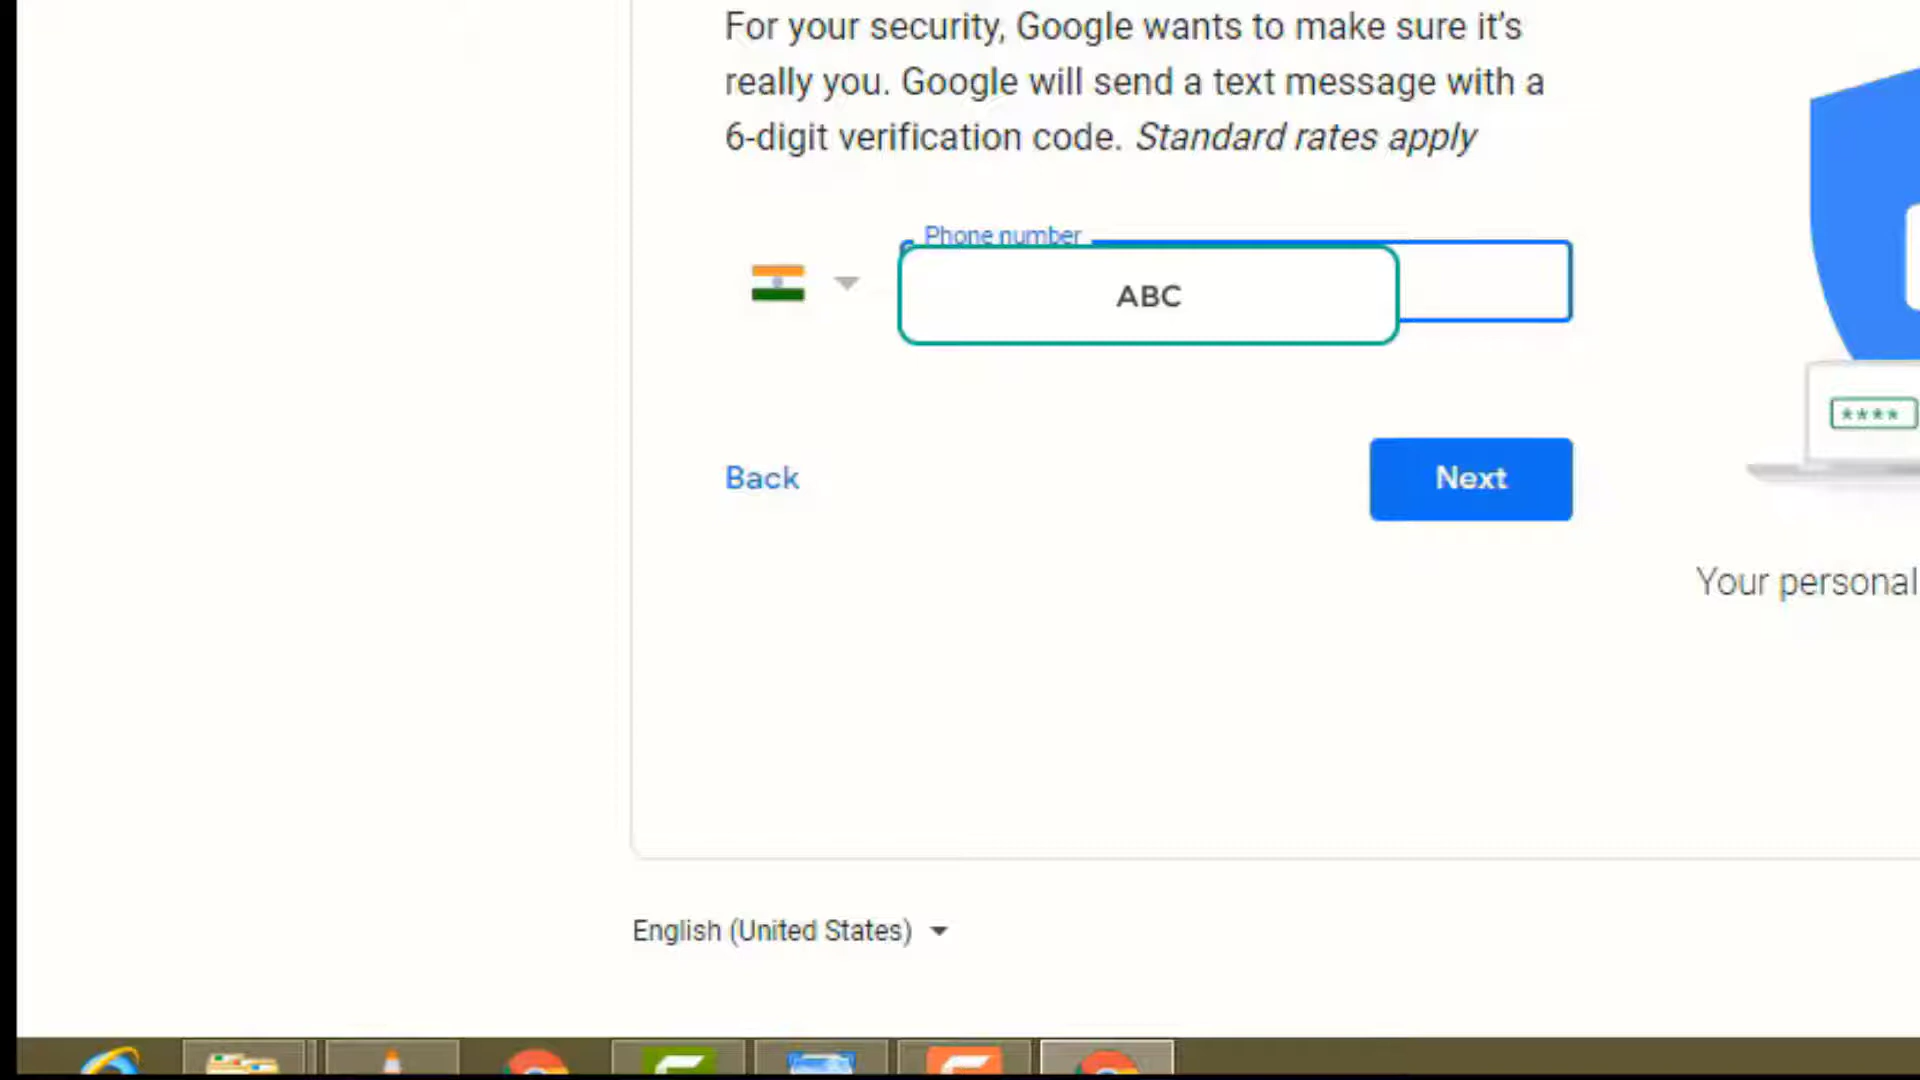 For your security, Google wants to make sure it's
really you. Google will send a text message with a
6-digit verification code. Standard rates apply
Phone number
ABC
****
Back
Next
Your personal
English (United States)